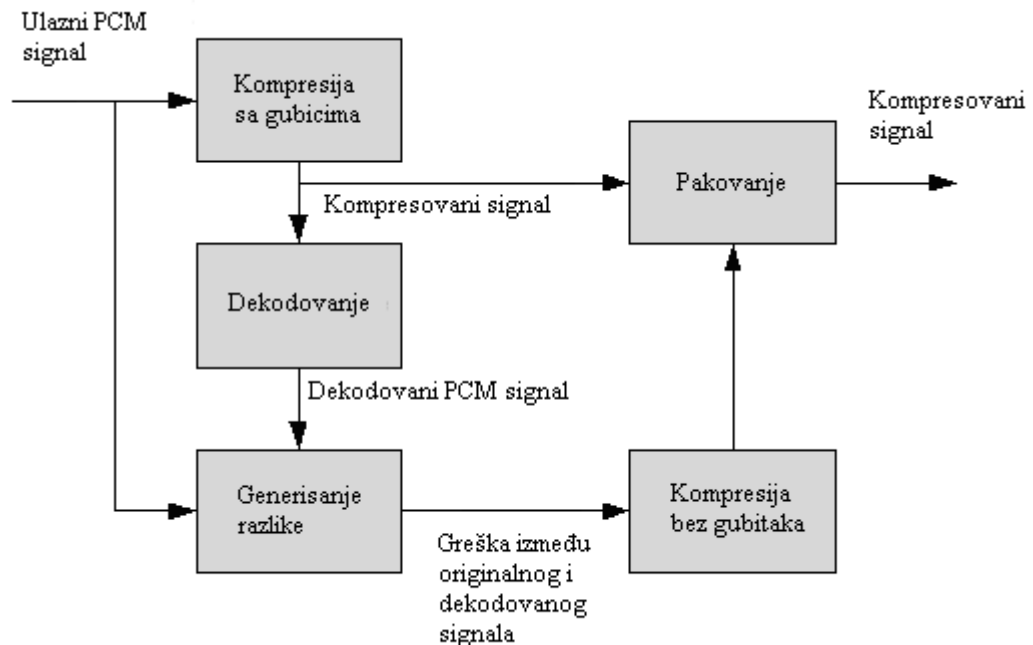 Ulazni PCM
signal
Kompresija
sa gubicima
Kompresovani
signal
Pakovanje
Kompresovani signal
Dekodovanje
Dekodovani PCM signal
Generisanje
razlike
Kompresija
bez gubitaka
Greška između
originalnog i
dekodovanog
signala